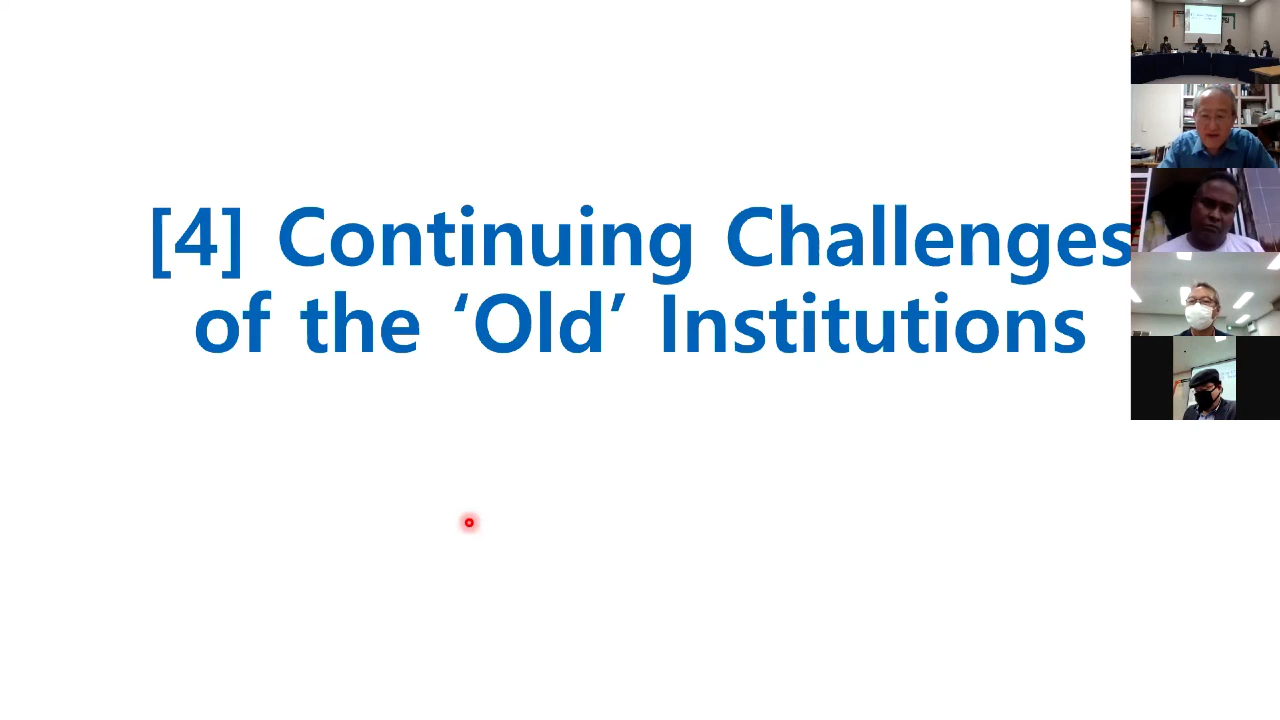 [4] Continuing Challenges
of the ‘Old’ Institutions